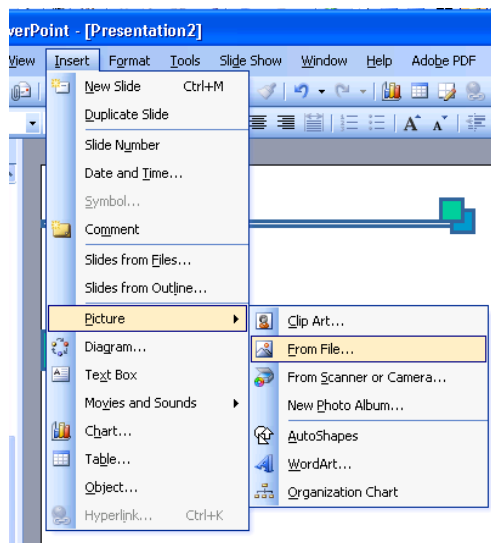 verPoint - [Presentation2]
View Insert Format Tools Slide Show Window Help Adobe PDF
New Slide Ctrl+M
Duplicate Slide
Slide Number
Date and Time...
Symbol...
Comment
Slides from Files...
Slides from Outline...
Picture
Diagram...
Text Box
Movies and Sounds
Chart...
Table...
Object...
Hyperlink... Ctrl+K
Clip Art...
From File...
From Scanner or Camera...
New Photo Album...
AutoShapes
WordArt...
Organization Chart